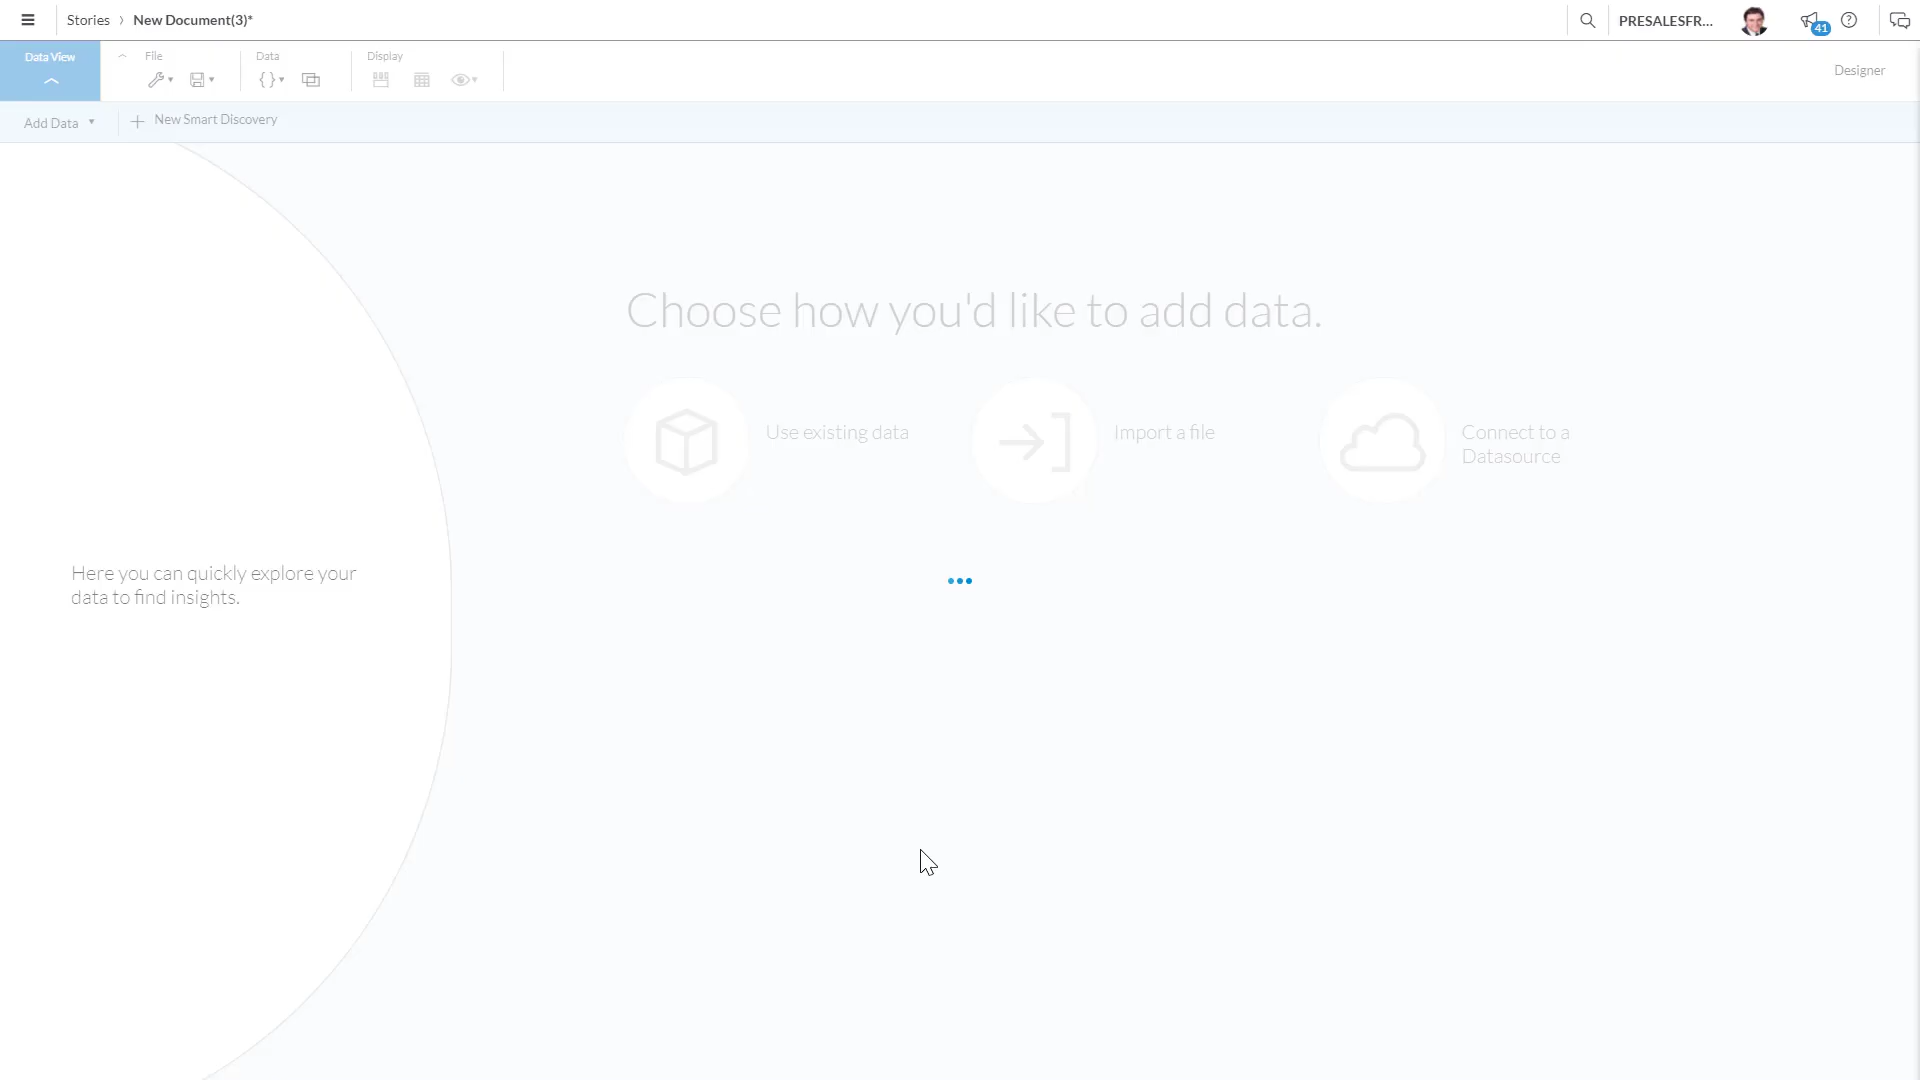 Stories › New Document(3)*
PRESALESFR...
41
Data View
File
Data
Display
Designer
Add Data
New Smart Discovery
Choose how you'd like to add data.
Use existing data
Import a file
Connect to a
Datasource
Here you can quickly explore your
data to find insights.